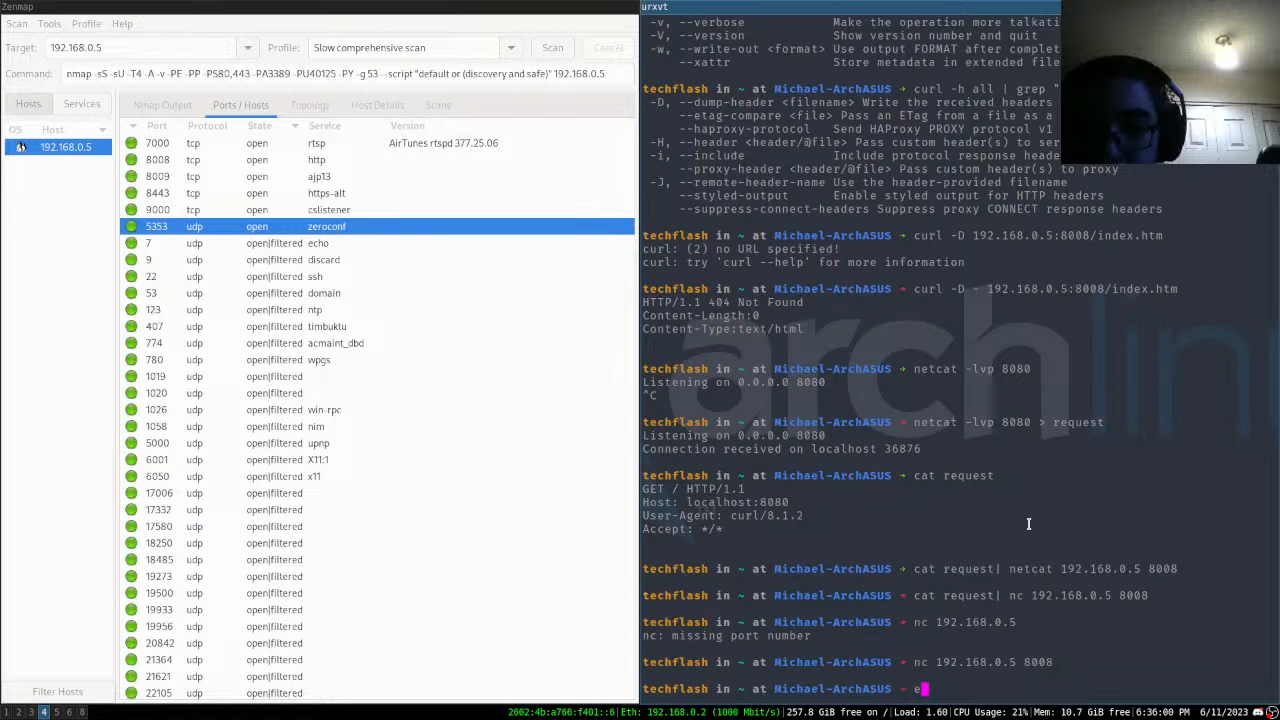 Zenmap
Scan Tools Profile Help
Target: 192.168.0.5 Profile: Slow comprehensive scan Scan Cancel
Command: nmap -sS -sU -T4 -A -v -PE -PP -PS80,443 -PA3389 -PU40125 -PY -g 53 --script "default or (discovery and safe)" 192.168.0.5
Hosts Services Nmap Output Ports / Hosts Topology Host Details Scans
OS Host
192.168.0.5
Port Protocol State Service Version
7000 tcp open rtsp AirTunes rtspd 377.25.06
8008 tcp open http
8009 tcp open ajp13
8443 tcp open https-alt
9000 tcp open cslistener
5353 udp open zeroconf
7 udp open|filtered echo
9 udp open|filtered discard
22 udp open|filtered ssh
53 udp open|filtered domain
123 udp open|filtered ntp
407 udp open|filtered timbuktu
774 udp open|filtered acmaint_dbd
780 udp open|filtered wpgs
1019 udp open|filtered
1020 udp open|filtered
1026 udp open|filtered win-rpc
1058 udp open|filtered nim
5000 udp open|filtered upnp
6001 udp open|filtered X11:1
6050 udp open|filtered x11
17006 udp open|filtered
17332 udp open|filtered
17580 udp open|filtered
18250 udp open|filtered
18485 udp open|filtered
19273 udp open|filtered
19500 udp open|filtered
19933 udp open|filtered
19956 udp open|filtered
20842 udp open|filtered
21364 udp open|filtered
21621 udp open|filtered
22105 udp open|filtered
Filter Hosts
urxvt
-v, --verbose Make the operation more talkati
-V, --version Show version number and quit
-w, --write-out <format> Use output FORMAT after complet
--xattr Store metadata in extended file
techflash in ~ at Michael-ArchASUS ➜ curl -h all | grep "
-D, --dump-header <filename> Write the received headers
--etag-compare <file> Pass an ETag from a file as a
--haproxy-protocol Send HAProxy PROXY protocol v1
-H, --header <header/@file> Pass custom header(s) to ser
-i, --include Include protocol response heade
--proxy-header <header/@file> Pass custom header(s) to proxy
-J, --remote-header-name Use the header-provided filename
--styled-output Enable styled output for HTTP headers
--suppress-connect-headers Suppress proxy CONNECT response headers
techflash in ~ at Michael-ArchASUS ➜ curl -D 192.168.0.5:8008/index.htm
curl: (2) no URL specified!
curl: try 'curl --help' for more information
techflash in ~ at Michael-ArchASUS ➜ curl -D - 192.168.0.5:8008/index.htm
HTTP/1.1 404 Not Found
Content-Length:0
Content-Type:text/html
techflash in ~ at Michael-ArchASUS ➜ netcat -lvp 8080
Listening on 0.0.0.0 8080
^C
techflash in ~ at Michael-ArchASUS ➜ netcat -lvp 8080 > request
Listening on 0.0.0.0 8080
Connection received on localhost 36876
techflash in ~ at Michael-ArchASUS ➜ cat request
GET / HTTP/1.1
Host: localhost:8080
User-Agent: curl/8.1.2
Accept: */*
techflash in ~ at Michael-ArchASUS ➜ cat request| netcat 192.168.0.5 8008
techflash in ~ at Michael-ArchASUS ➜ cat request| nc 192.168.0.5 8008
techflash in ~ at Michael-ArchASUS ➜ nc 192.168.0.5
nc: missing port number
techflash in ~ at Michael-ArchASUS ➜ nc 192.168.0.5 8008
techflash in ~ at Michael-ArchASUS ➜ e
archlin
1 2 3 4 5 6 8
2602:4b:a766:f401::6|Eth: 192.168.0.2 (1000 Mbit/s)|257.8 GiB free on /|Load: 1.60|CPU Usage: 21%|Mem: 10.7 GiB free|6/11/2023 6:36:00 PM